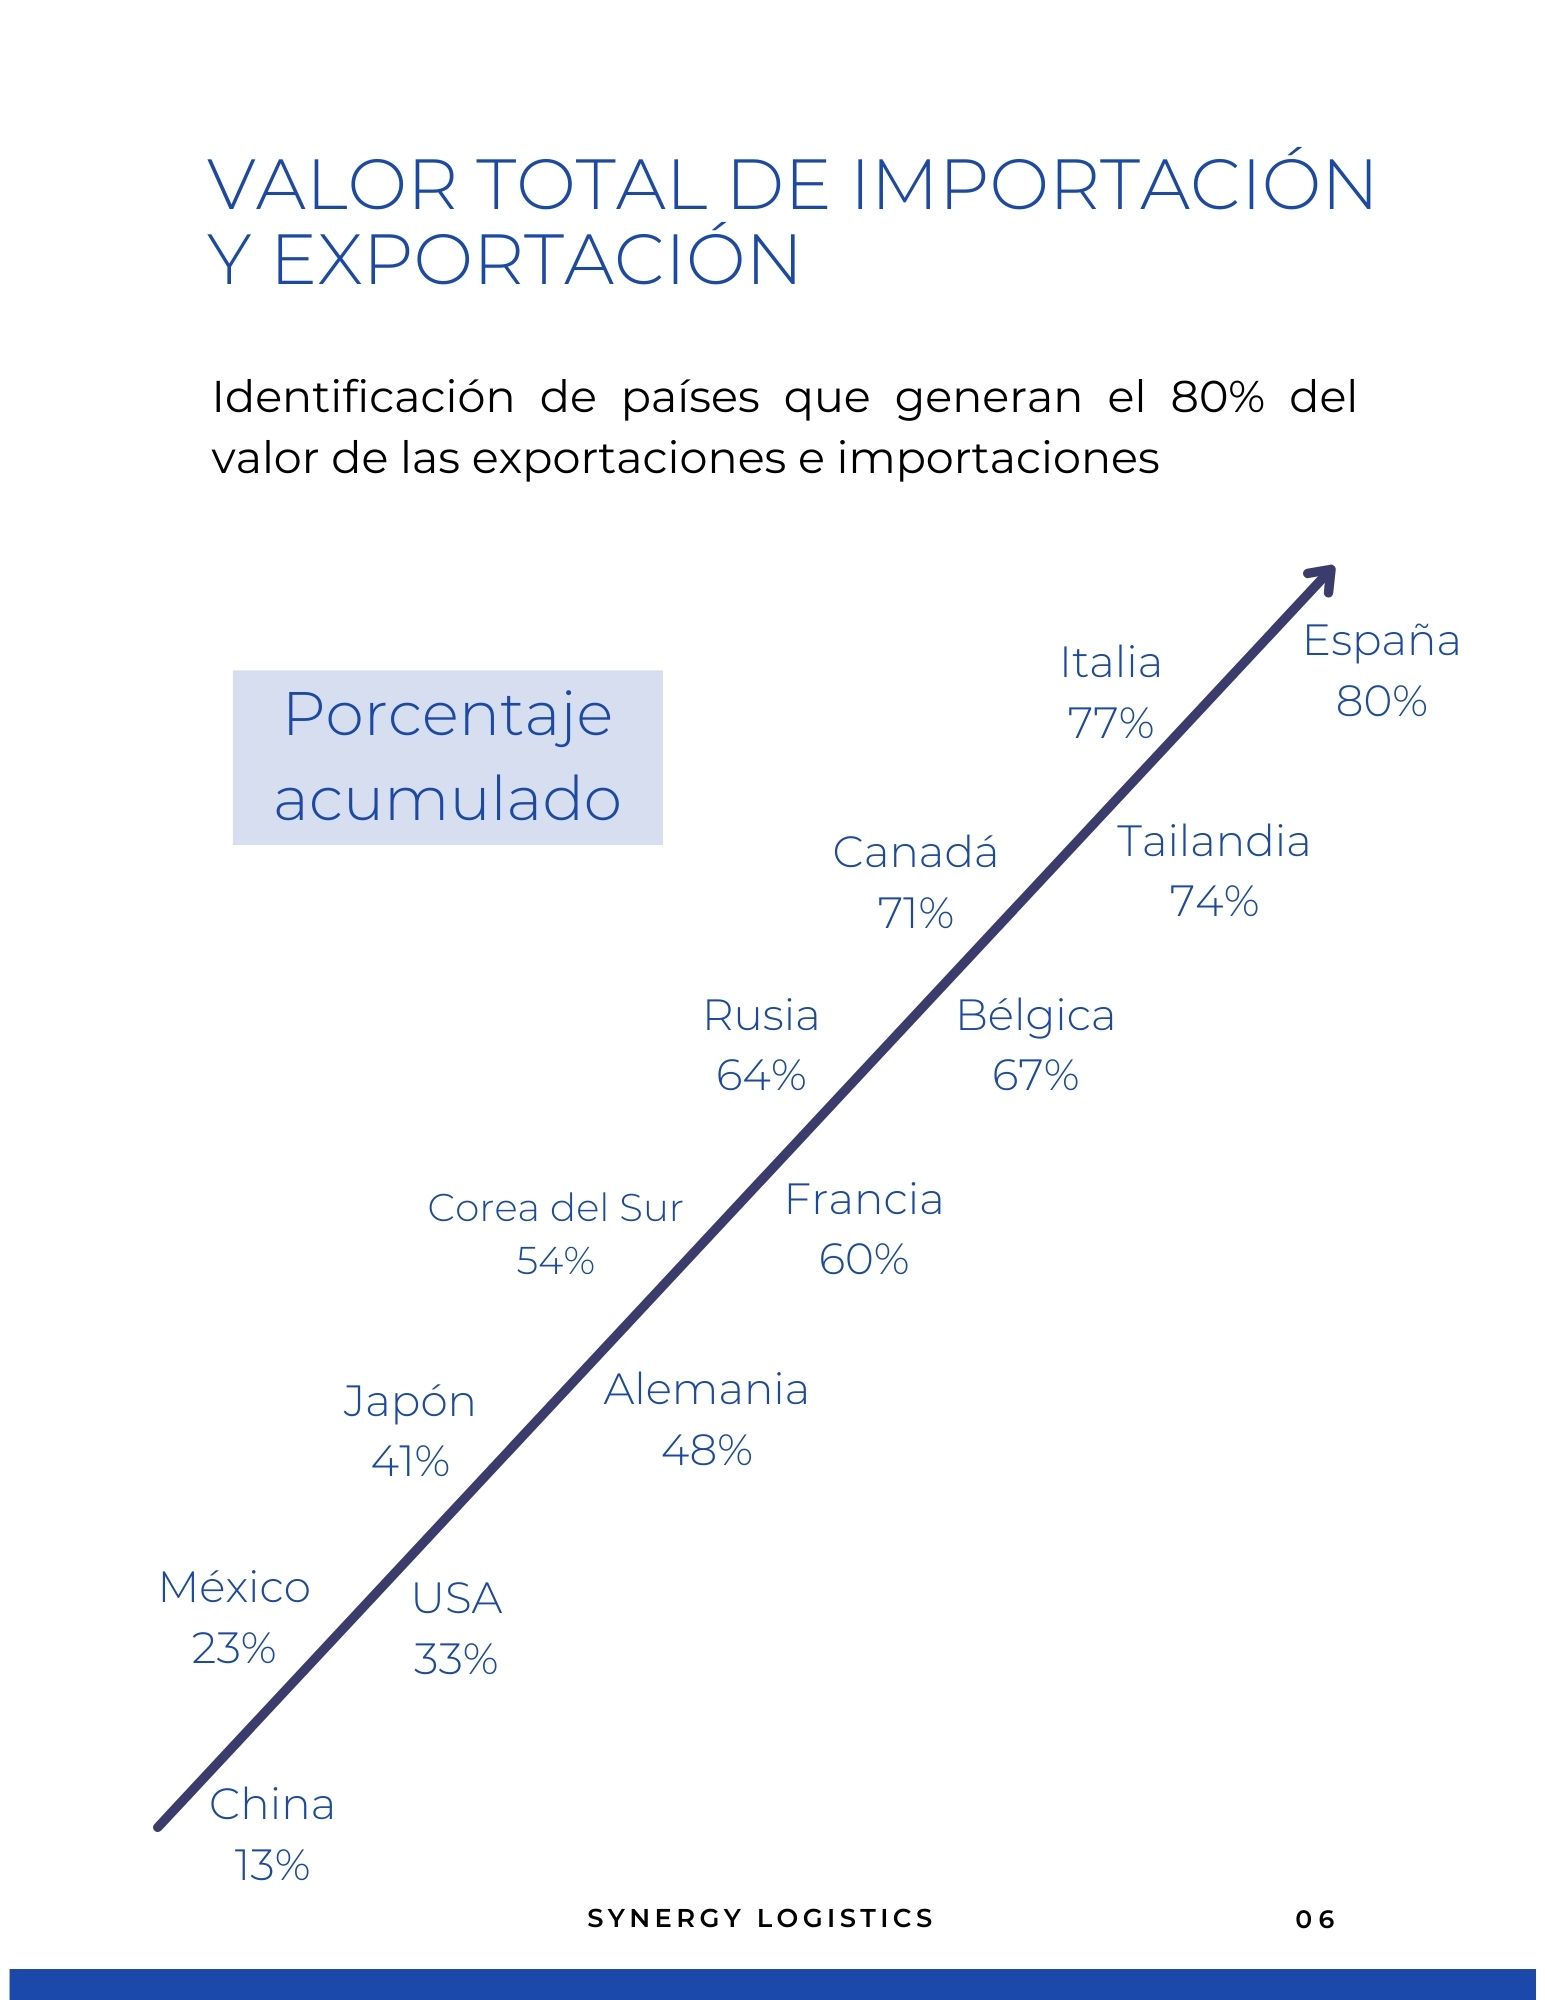 VALOR TOTAL DE IMPORTACIÓN
Y EXPORTACIÓN
Identificación de países que generan el 80% del
valor de las exportaciones e importaciones
Porcentaje
acumulado
España
80%
Italia
77%
Tailandia
74%
Canadá
71%
Bélgica
67%
Rusia
64%
Francia
60%
Corea del Sur
54%
Alemania
48%
Japón
41%
USA
33%
México
23%
China
13%
SYNERGY LOGISTICS
06